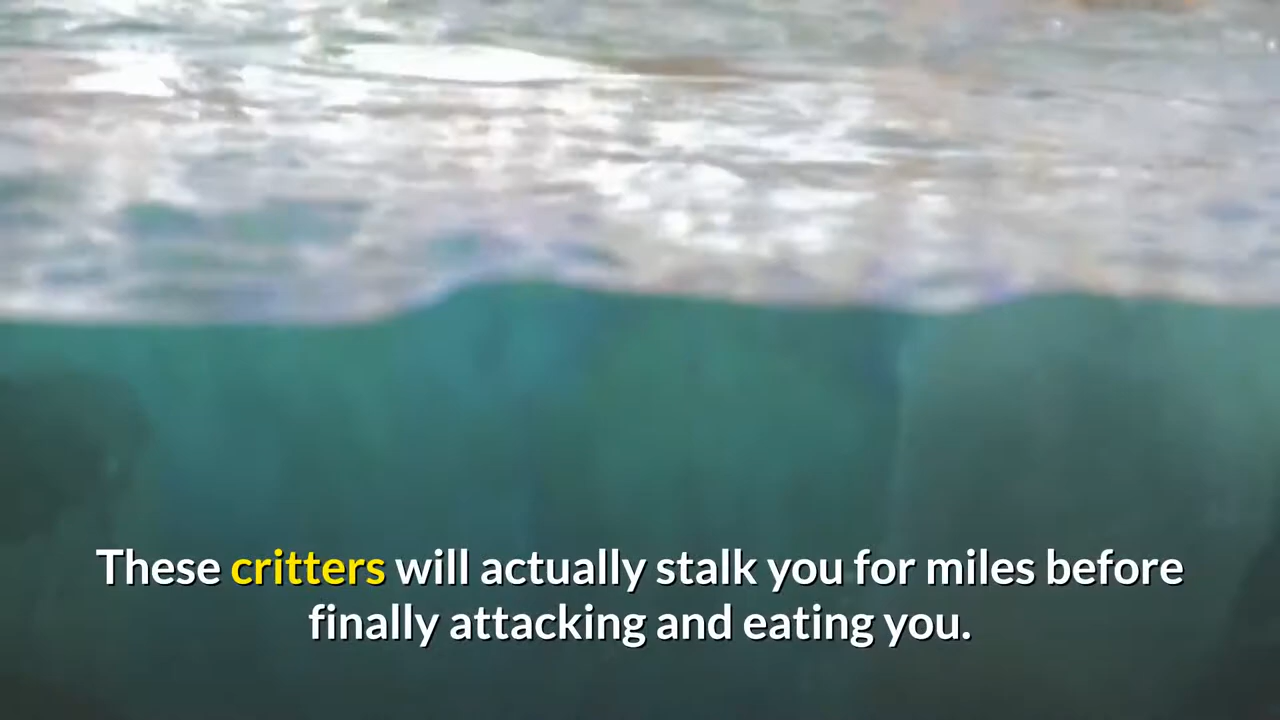 These critters will actually stalk you for miles before
finally attacking and eating you.